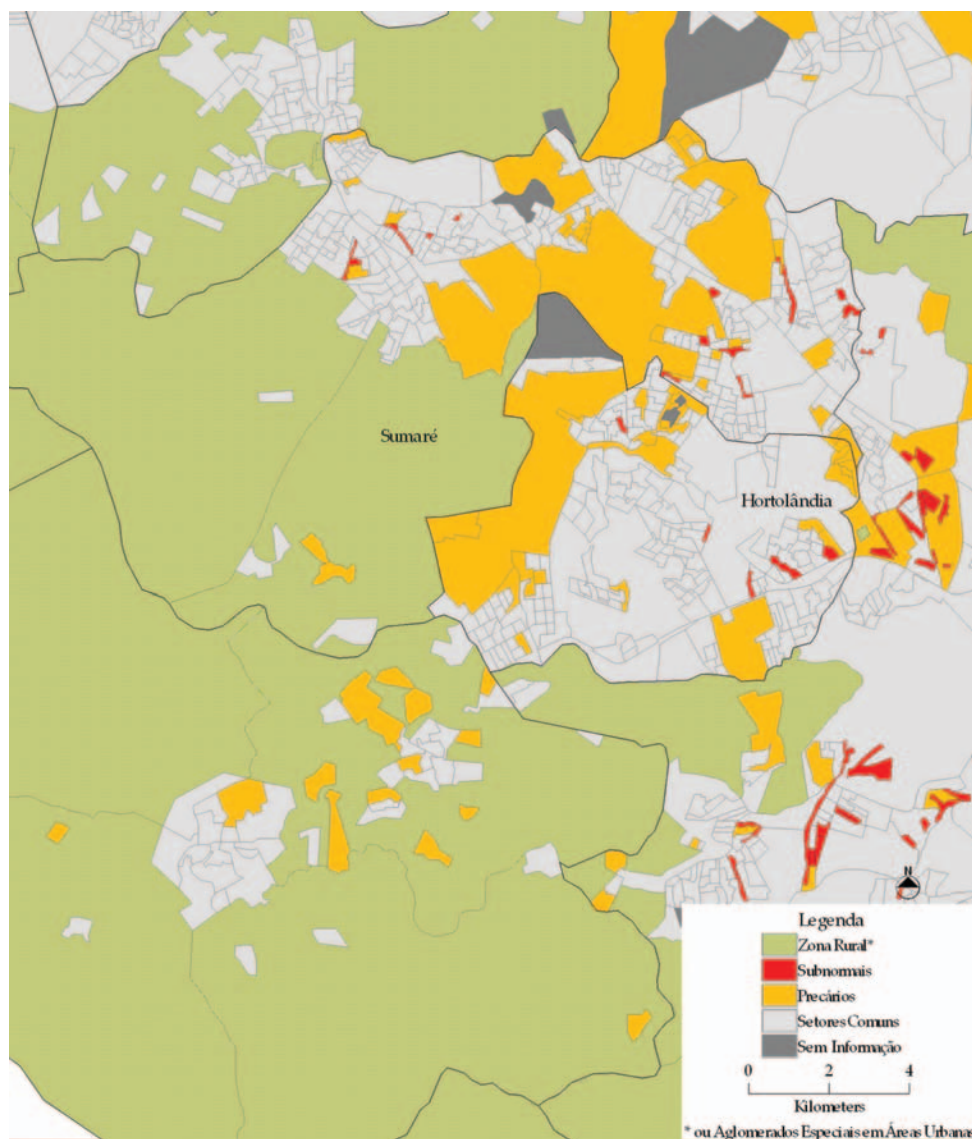 Sumaré
Hortolândia
N
Legenda
Zona Rural*
Subnormais
Precários
Setores Comuns
Sem Informação
0 2 4
Kilometers
* ou Aglomerados Especiais em Áreas Urbanas